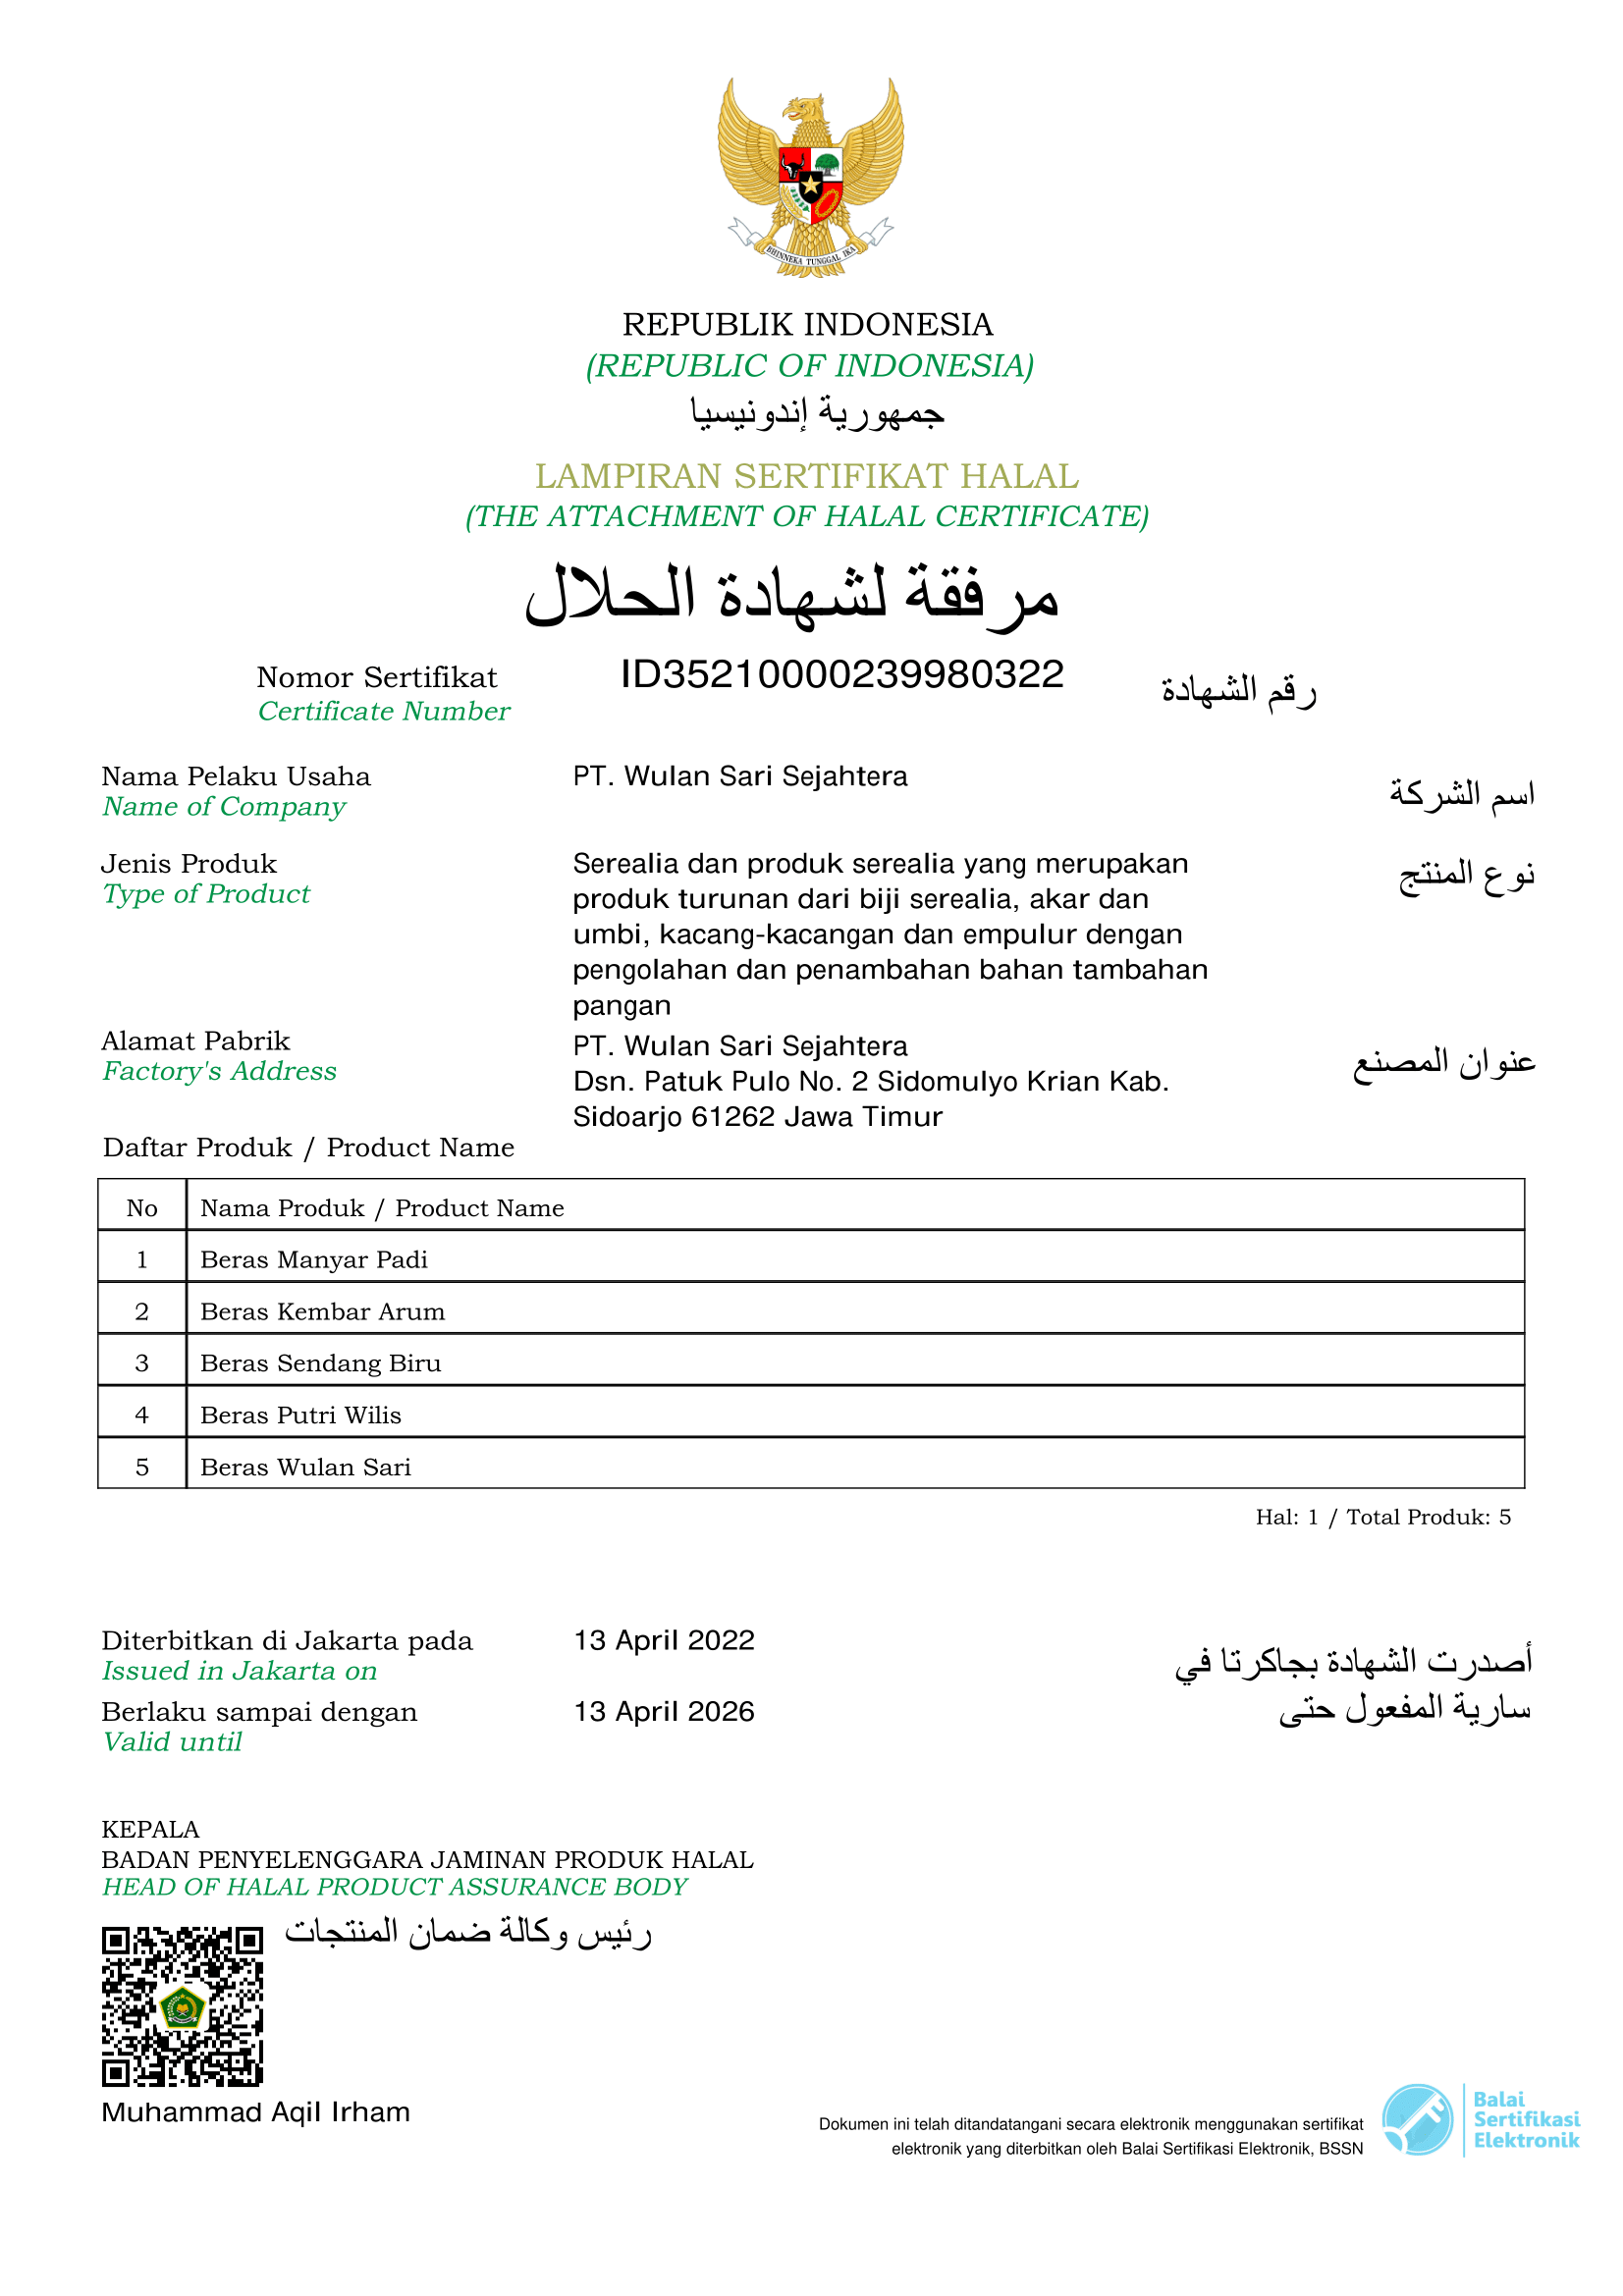 BHINNEKA TUNGGAL IKA
REPUBLIK INDONESIA
(REPUBLIC OF INDONESIA)
جمهورية إندونيسيا
LAMPIRAN SERTIFIKAT HALAL
(THE ATTACHMENT OF HALAL CERTIFICATE)
مرفقة لشهادة الحلال
Nomor Sertifikat ID35210000239980322 رقم الشهادة
Certificate Number
Nama Pelaku Usaha PT. Wulan Sari Sejahtera اسم الشركة
Name of Company
Jenis Produk Serealia dan produk serealia yang merupakan نوع المنتج
Type of Product produk turunan dari biji serealia, akar dan
umbi, kacang-kacangan dan empulur dengan
pengolahan dan penambahan bahan tambahan
pangan
Alamat Pabrik PT. Wulan Sari Sejahtera عنوان المصنع
Factory's Address Dsn. Patuk Pulo No. 2 Sidomulyo Krian Kab.
Sidoarjo 61262 Jawa Timur
Daftar Produk / Product Name
No Nama Produk / Product Name
1 Beras Manyar Padi
2 Beras Kembar Arum
3 Beras Sendang Biru
4 Beras Putri Wilis
5 Beras Wulan Sari
Hal: 1 / Total Produk: 5
Diterbitkan di Jakarta pada 13 April 2022 أصدرت الشهادة بجاكرتا في
Issued in Jakarta on
Berlaku sampai dengan 13 April 2026 سارية المفعول حتى
Valid until
KEPALA
BADAN PENYELENGGARA JAMINAN PRODUK HALAL
HEAD OF HALAL PRODUCT ASSURANCE BODY
رئيس وكالة ضمان المنتجات
Muhammad Aqil Irham
Dokumen ini telah ditandatangani secara elektronik menggunakan sertifikat
elektronik yang diterbitkan oleh Balai Sertifikasi Elektronik, BSSN
Balai
Sertifikasi
Elektronik